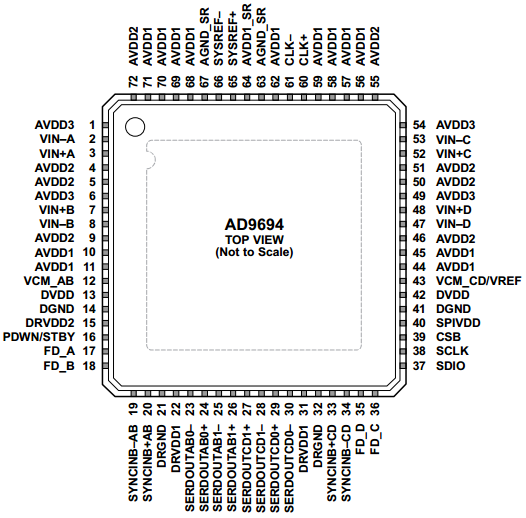 72 AVDD2
71 AVDD1
70 AVDD1
69 AVDD1
68 AVDD1
67 AGND_SR
66 SYSREF–
65 SYSREF+
64 AVDD1_SR
63 AGND_SR
62 AVDD1
61 CLK–
60 CLK+
59 AVDD1
58 AVDD1
57 AVDD1
56 AVDD1
55 AVDD2
AVDD3 1
VIN–A 2
VIN+A 3
AVDD2 4
AVDD2 5
AVDD3 6
VIN+B 7
VIN–B 8
AVDD2 9
AVDD1 10
AVDD1 11
VCM_AB 12
DVDD 13
DGND 14
DRVDD2 15
PDWN/STBY 16
FD_A 17
FD_B 18
AD9694
TOP VIEW
(Not to Scale)
54 AVDD3
53 VIN–C
52 VIN+C
51 AVDD2
50 AVDD2
49 AVDD3
48 VIN+D
47 VIN–D
46 AVDD2
45 AVDD1
44 AVDD1
43 VCM_CD/VREF
42 DVDD
41 DGND
40 SPIVDD
39 CSB
38 SCLK
37 SDIO
SYNCINB–AB 19
SYNCINB+AB 20
DRGND 21
DRVDD1 22
SERDOUTAB0– 23
SERDOUTAB0+ 24
SERDOUTAB1– 25
SERDOUTAB1+ 26
SERDOUTCD1+ 27
SERDOUTCD1– 28
SERDOUTCD0+ 29
SERDOUTCD0– 30
DRVDD1 31
DRGND 32
SYNCINB+CD 33
SYNCINB–CD 34
FD_D 35
FD_C 36